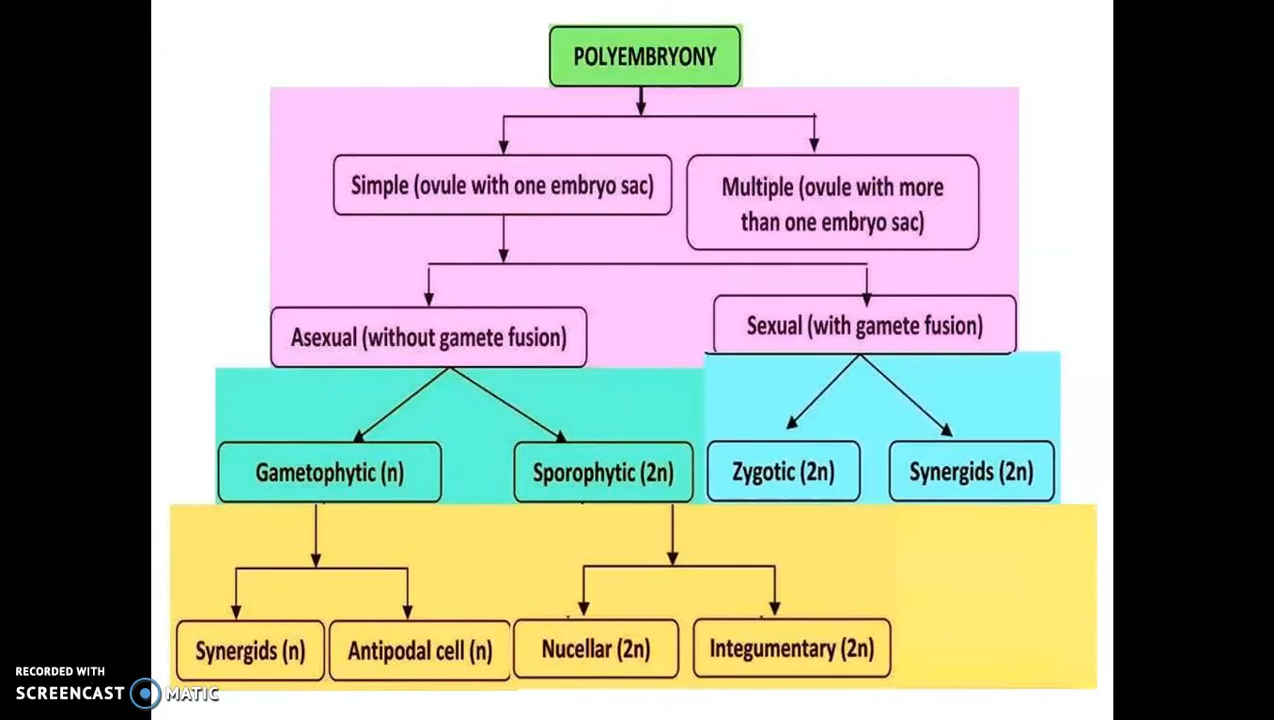 POLYEMBRYONY
Simple (ovule with one embryo sac)
Multiple (ovule with more
than one embryo sac)
Asexual (without gamete fusion)
Sexual (with gamete fusion)
Gametophytic (n)
Sporophytic (2n)
Zygotic (2n)
Synergids (2n)
Synergids (n)
Antipodal cell (n)
Nucellar (2n)
Integumentary (2n)
RECORDED WITH
SCREENCAST MATIC